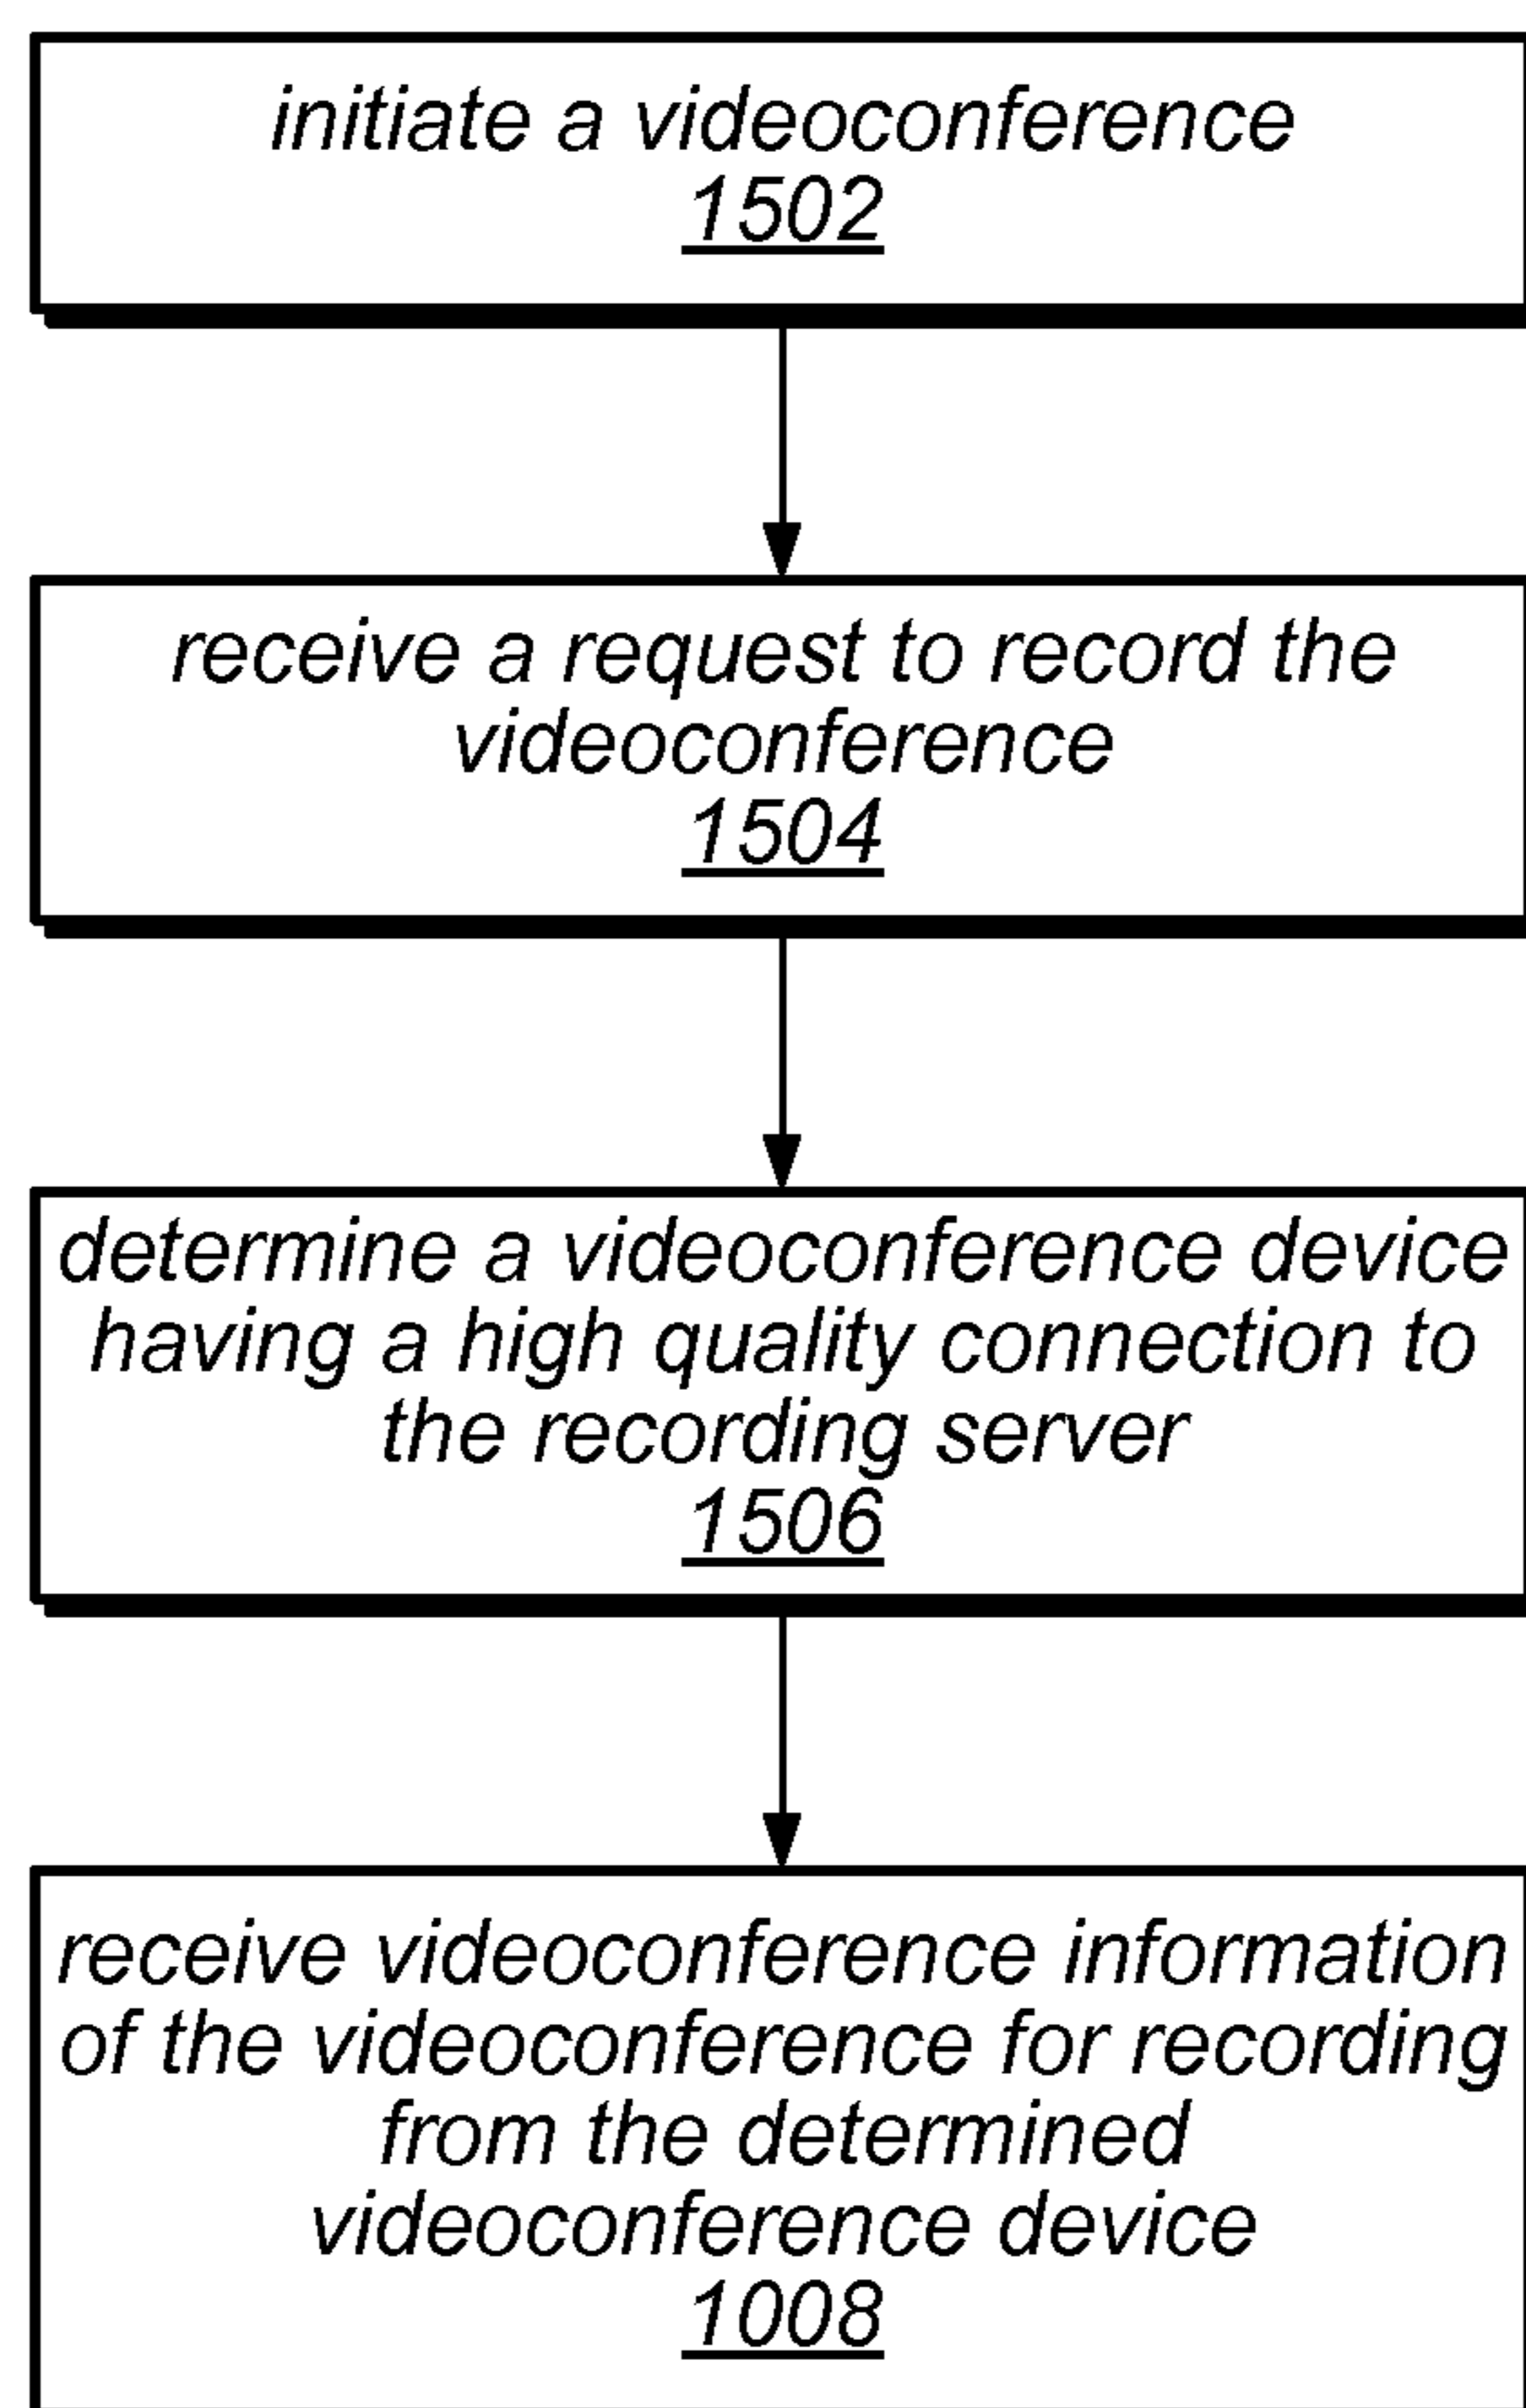 initiate a videoconference
1502
receive a request to record the
videoconference
1504
determine a videoconference device
having a high quality connection to
the recording server
1506
receive videoconference information
of the videoconference for recording
from the determined
videoconference device
1008